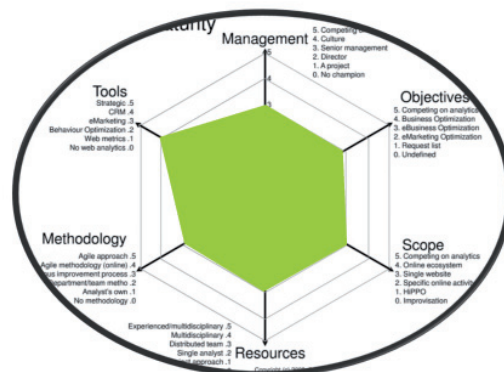 Management
5. Competing on
4. Culture
3. Senior management
2. Director
1. A project
0. No champion
5
4
3
Tools
Strategic .5
CRM .4
eMarketing .3
Behaviour Optimization .2
Web metrics .1
No web analytics .0
Objectives
5. Competing on analytics
4. Business Optimization
3. eBusiness Optimization
2. eMarketing Optimization
1. Request list
0. Undefined
Methodology
Agile approach .5
Agile methodology (online) .4
improvement process .3
.2
Analyst's own .1
No methodology .0
Scope
5. Competing on analytics
4. Online ecosystem
3. Single website
2. Specific online
1. HiPPO
0. Improvisation
Experienced/multidisciplinary .5
Multidisciplinary .4
Distributed team .3
Single analyst .2
approach .1
Resources